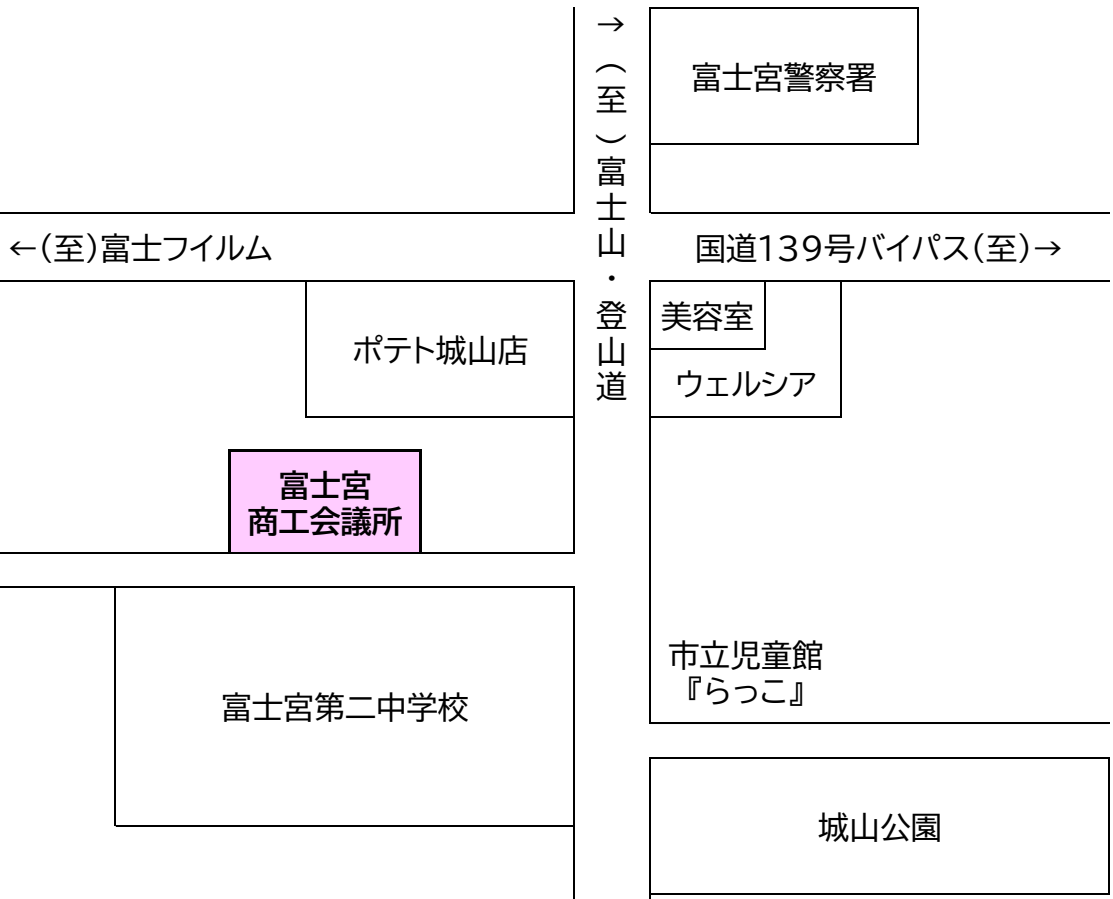 →(至)富士山・登山道
富士宮警察署
←(至)富士フイルム
国道139号バイパス(至)→
ポテト城山店
美容室
ウェルシア
富士宮
商工会議所
市立児童館
『らっこ』
富士宮第二中学校
城山公園